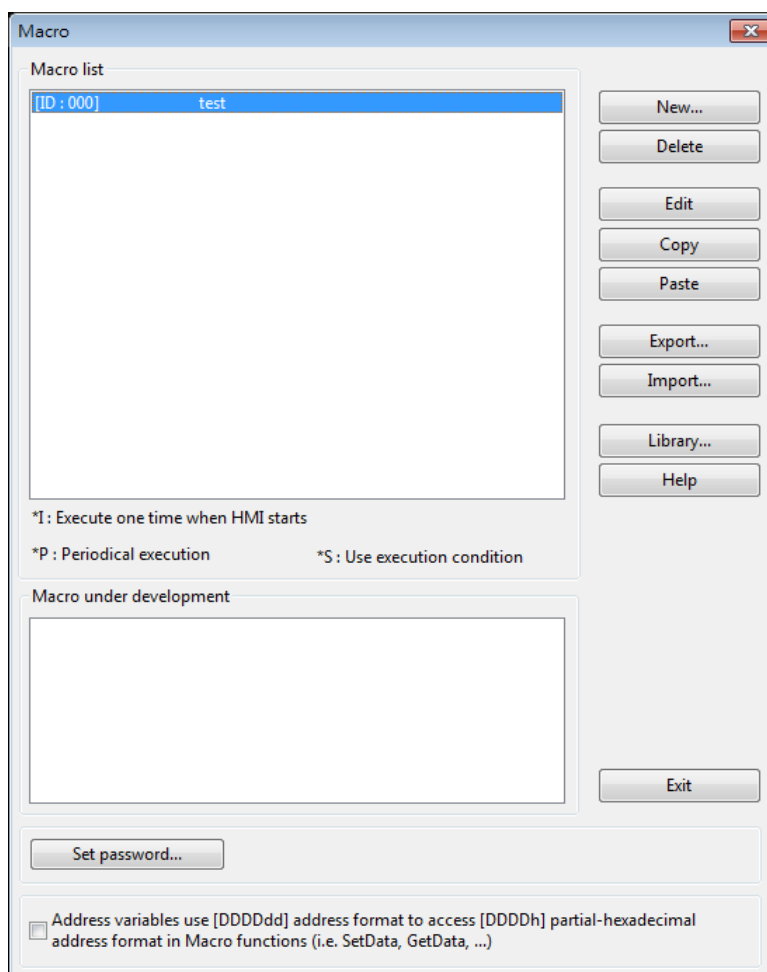 Macro
Macro list
[ID : 000] test
New...
Delete
Edit
Copy
Paste
Export...
Import...
Library...
Help
*I : Execute one time when HMI starts
*P : Periodical execution *S : Use execution condition
Macro under development
Exit
Set password...
Address variables use [DDDDdd] address format to access [DDDDh] partial-hexadecimal
address format in Macro functions (i.e. SetData, GetData, ...)